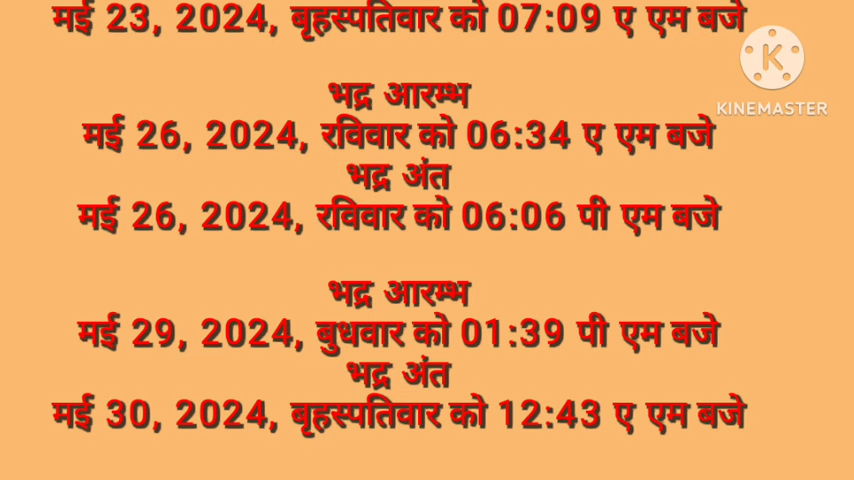 मई 23, 2024, बृहस्पतिवार को 07:09 ए एम बजे
KINEMASTER
भद्र आरम्भ
मई 26, 2024, रविवार को 06:34 ए एम बजे
भद्र अंत
मई 26, 2024, रविवार को 06:06 पी एम बजे
भद्र आरम्भ
मई 29, 2024, बुधवार को 01:39 पी एम बजे
भद्र अंत
मई 30, 2024, बृहस्पतिवार को 12:43 ए एम बजे